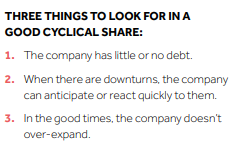 THREE THINGS TO LOOK FOR IN A
GOOD CYCLICAL SHARE:
1. The company has little or no debt.
2. When there are downturns, the company
can anticipate or react quickly to them.
3. In the good times, the company doesn't
over-expand.